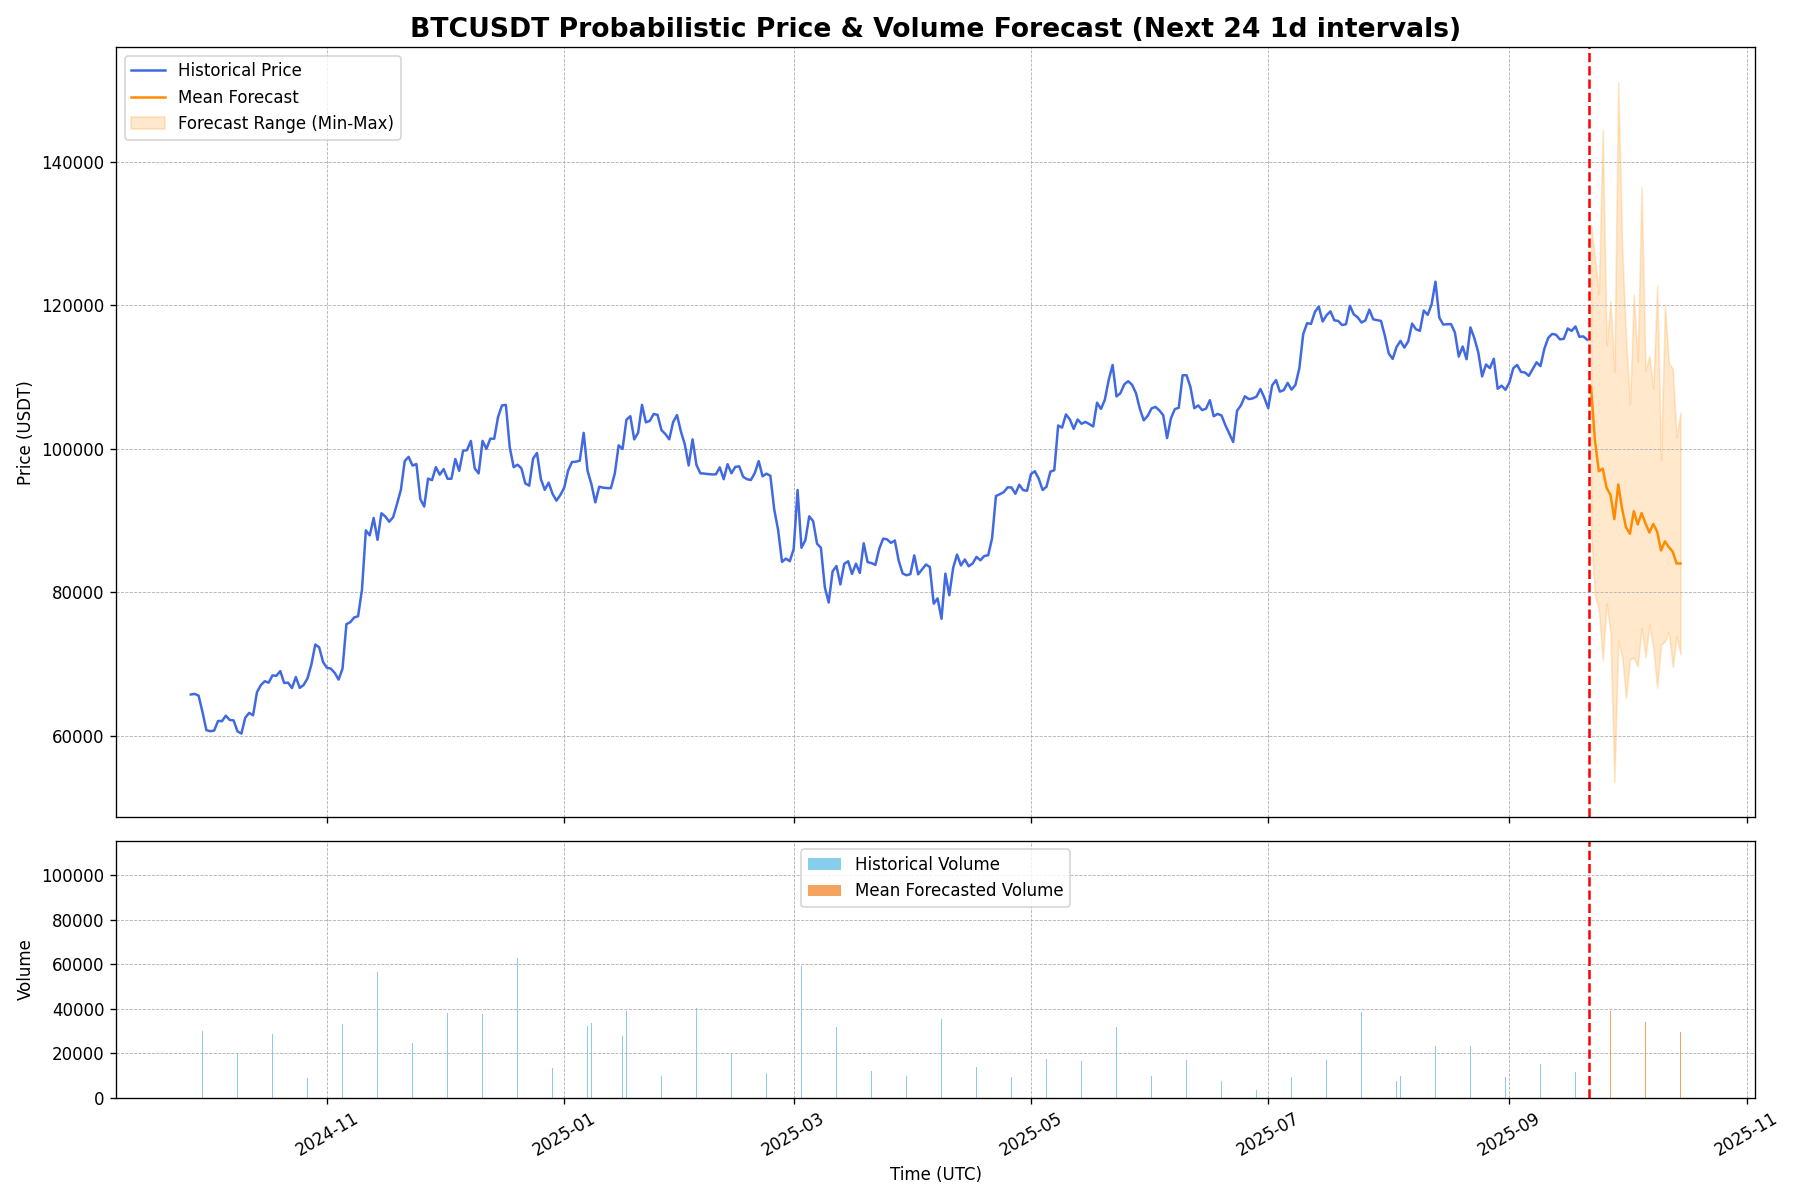 BTCUSDT Probabilistic Price & Volume Forecast (Next 24 1d intervals)
Historical Price
Mean Forecast
Forecast Range (Min-Max)
140000
120000
100000
80000
60000
Price (USDT)
Historical Volume
Mean Forecasted Volume
100000
80000
60000
40000
20000
0
Volume
2024-11
2025-01
2025-03
2025-05
2025-07
2025-09
2025-11
Time (UTC)